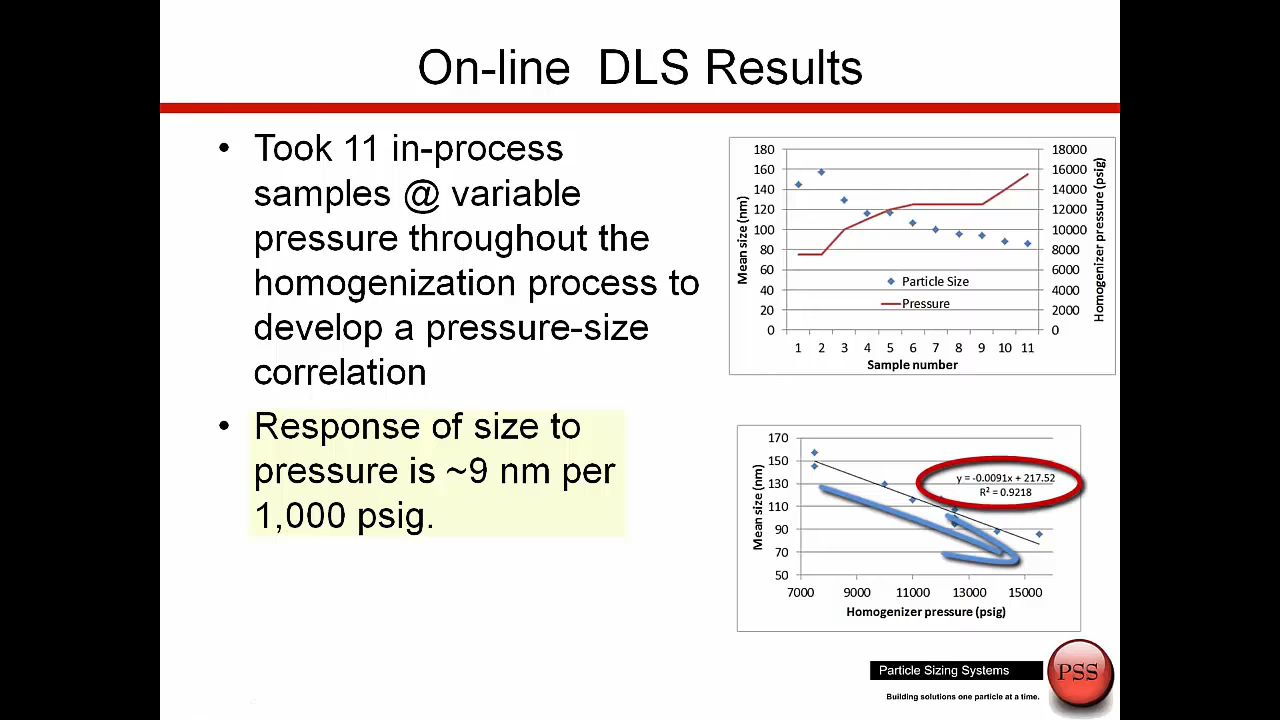 On-line DLS Results
• Took 11 in-process
samples @ variable
pressure throughout the
homogenization process to
develop a pressure-size
correlation
• Response of size to
pressure is ~9 nm per
1,000 psig.
180
160
140
120
100
80
60
40
20
0
Mean size (nm)
18000
16000
14000
12000
10000
8000
6000
4000
2000
0
Homogenizer pressure (psig)
Particle Size
Pressure
1 2 3 4 5 6 7 8 9 10 11
Sample number
170
150
130
110
90
70
50
Mean size (nm)
y = -0.0091x + 217.52
R² = 0.9218
7000 9000 11000 13000 15000
Homogenizer pressure (psig)
Particle Sizing Systems
PSS
Building solutions one particle at a time.